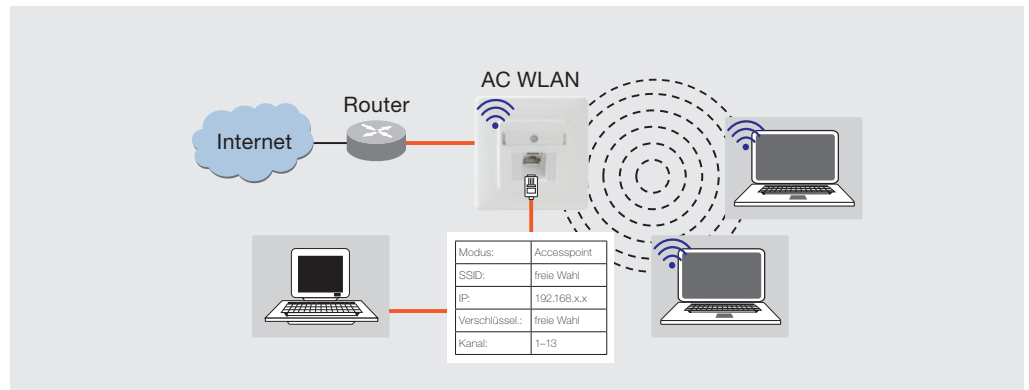 AC WLAN
Router
Internet
Modus: Accesspoint
SSID: freie Wahl
IP: 192.168.x.x
Verschlüssel.: freie Wahl
Kanal: 1–13